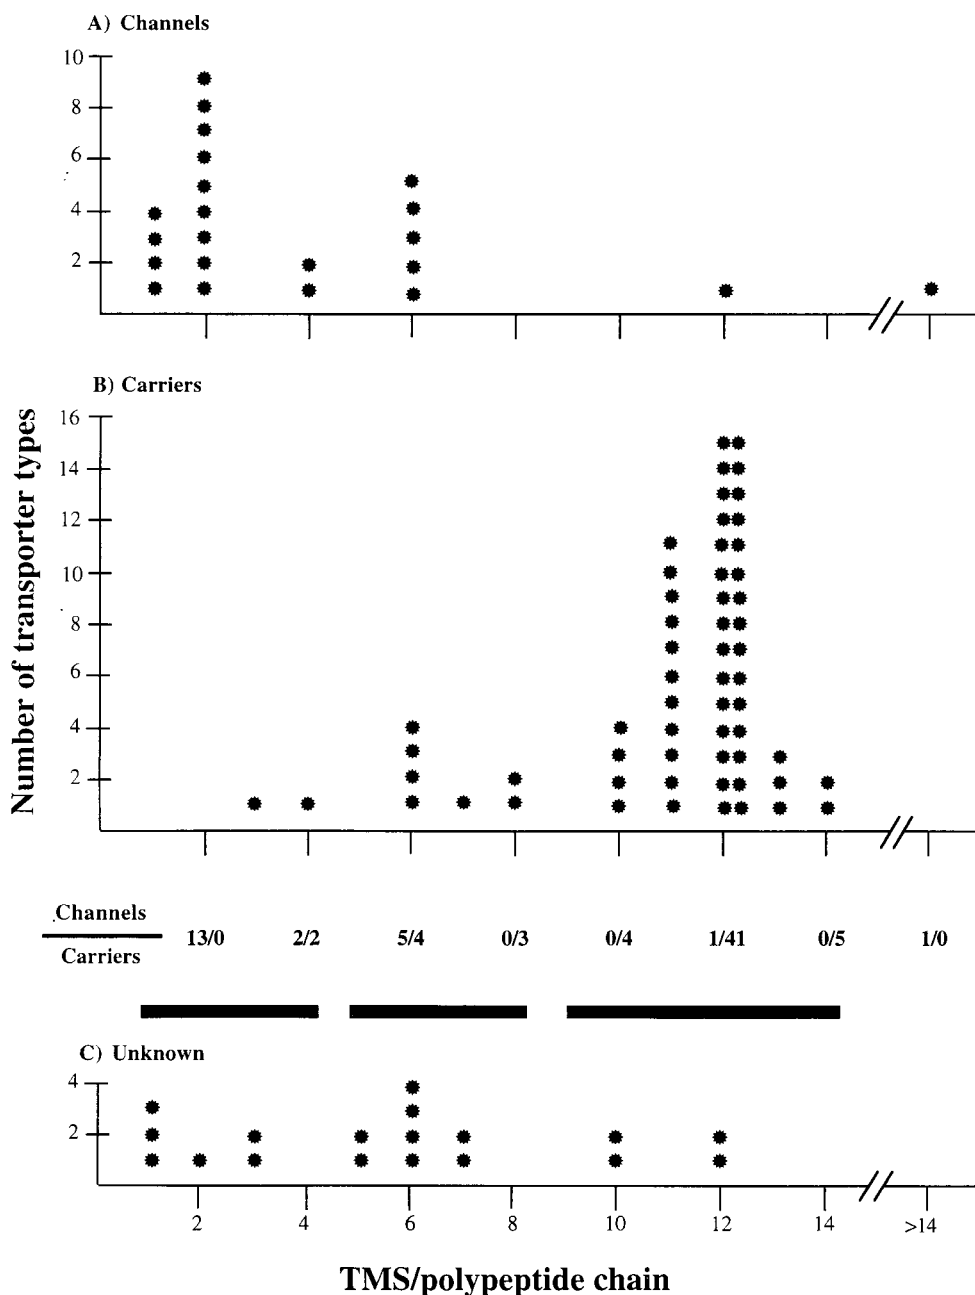 A) Channels
10
8
6
4
2
B) Carriers
Number of transporter types
16
14
12
10
8
6
4
2
Channels
Carriers
13/0 2/2 5/4 0/3 0/4 1/41 0/5 1/0
C) Unknown
4
2
2 4 6 8 10 12 14 >14
TMS/polypeptide chain